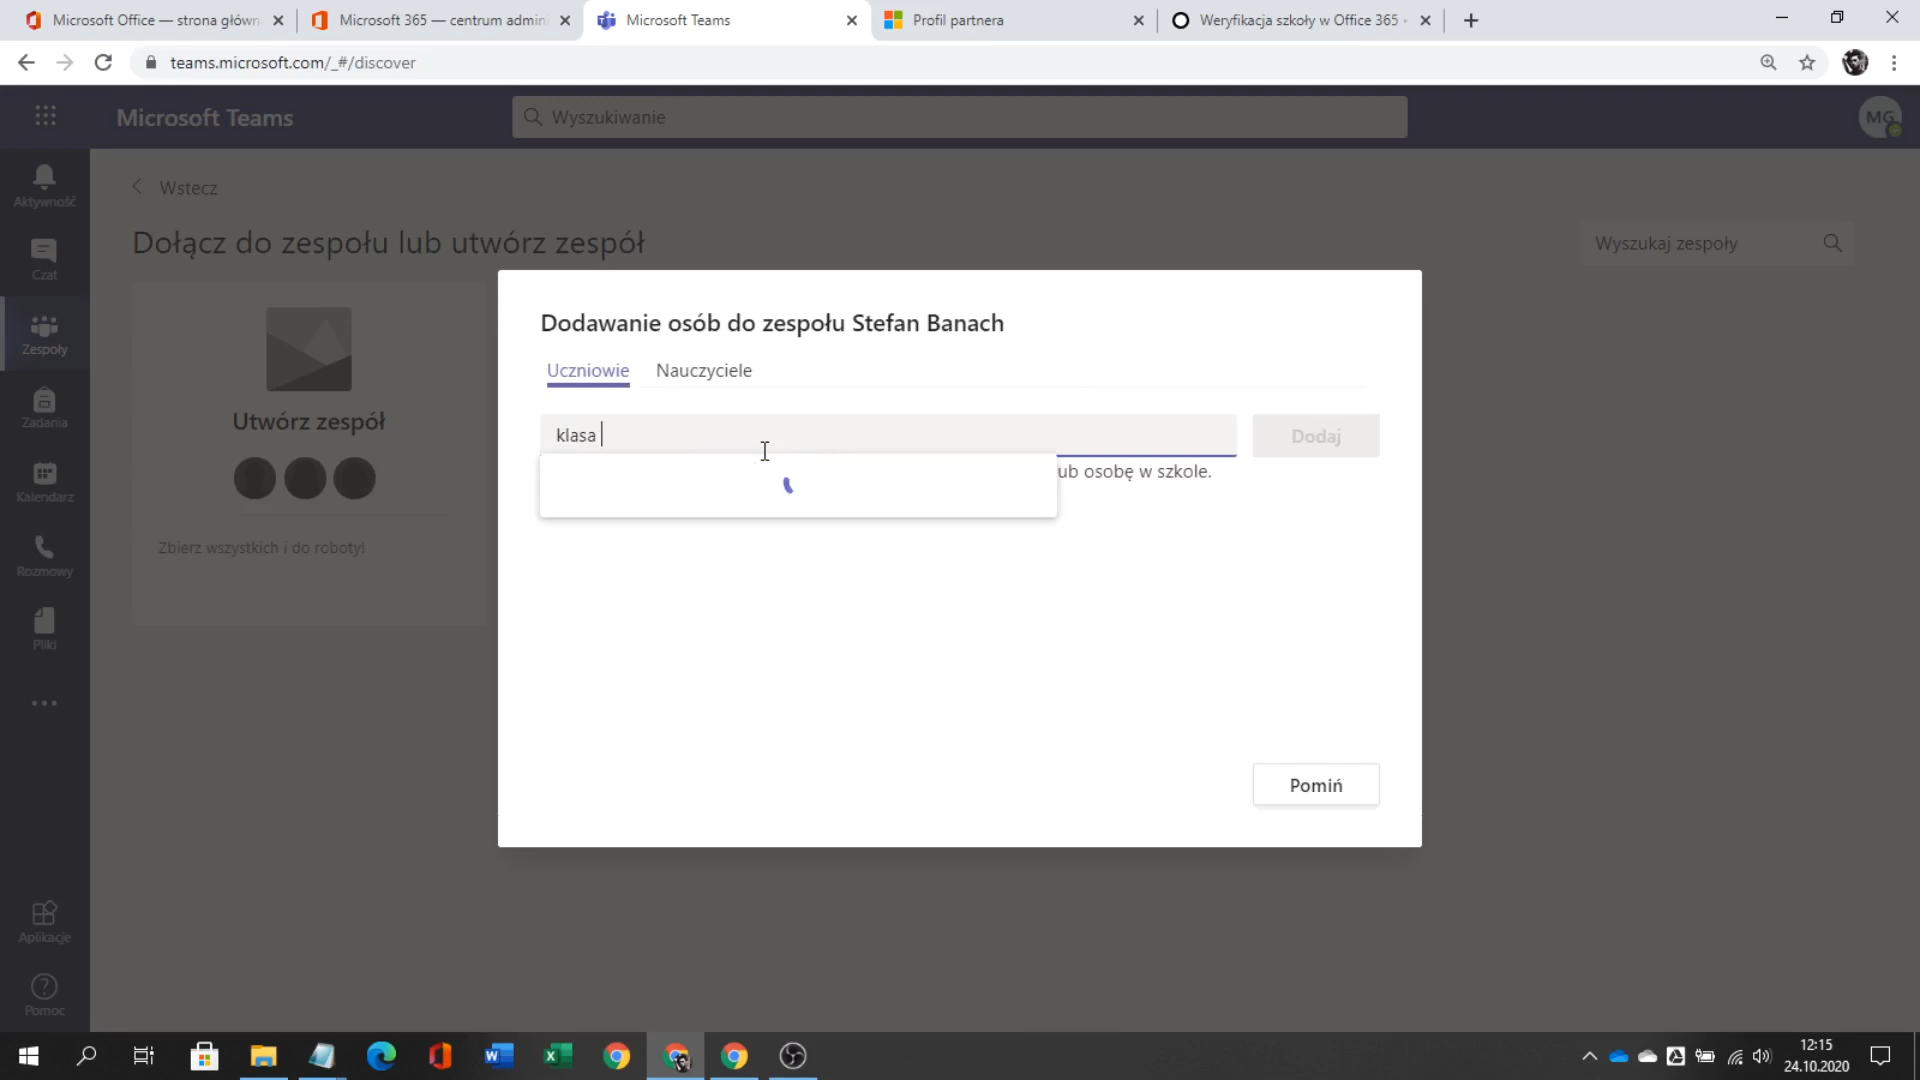 Microsoft Office — strona główn
Microsoft 365 — centrum admini
Microsoft Teams
Profil partnera
Weryfikacja szkoły w Office 365
teams.microsoft.com/_#/discover
Microsoft Teams
Wyszukiwanie
MG
Aktywność
Czat
Zespoły
Zadania
Kalendarz
Rozmowy
Pliki
Aplikacje
Pomoc
Wstecz
Dołącz do zespołu lub utwórz zespół
Wyszukaj zespoły
Utwórz zespół
Zbierz wszystkich i do roboty!
Dodawanie osób do zespołu Stefan Banach
Uczniowie
Nauczyciele
klasa
Dodaj
ub osobę w szkole.
Pomiń
12:15
24.10.2020